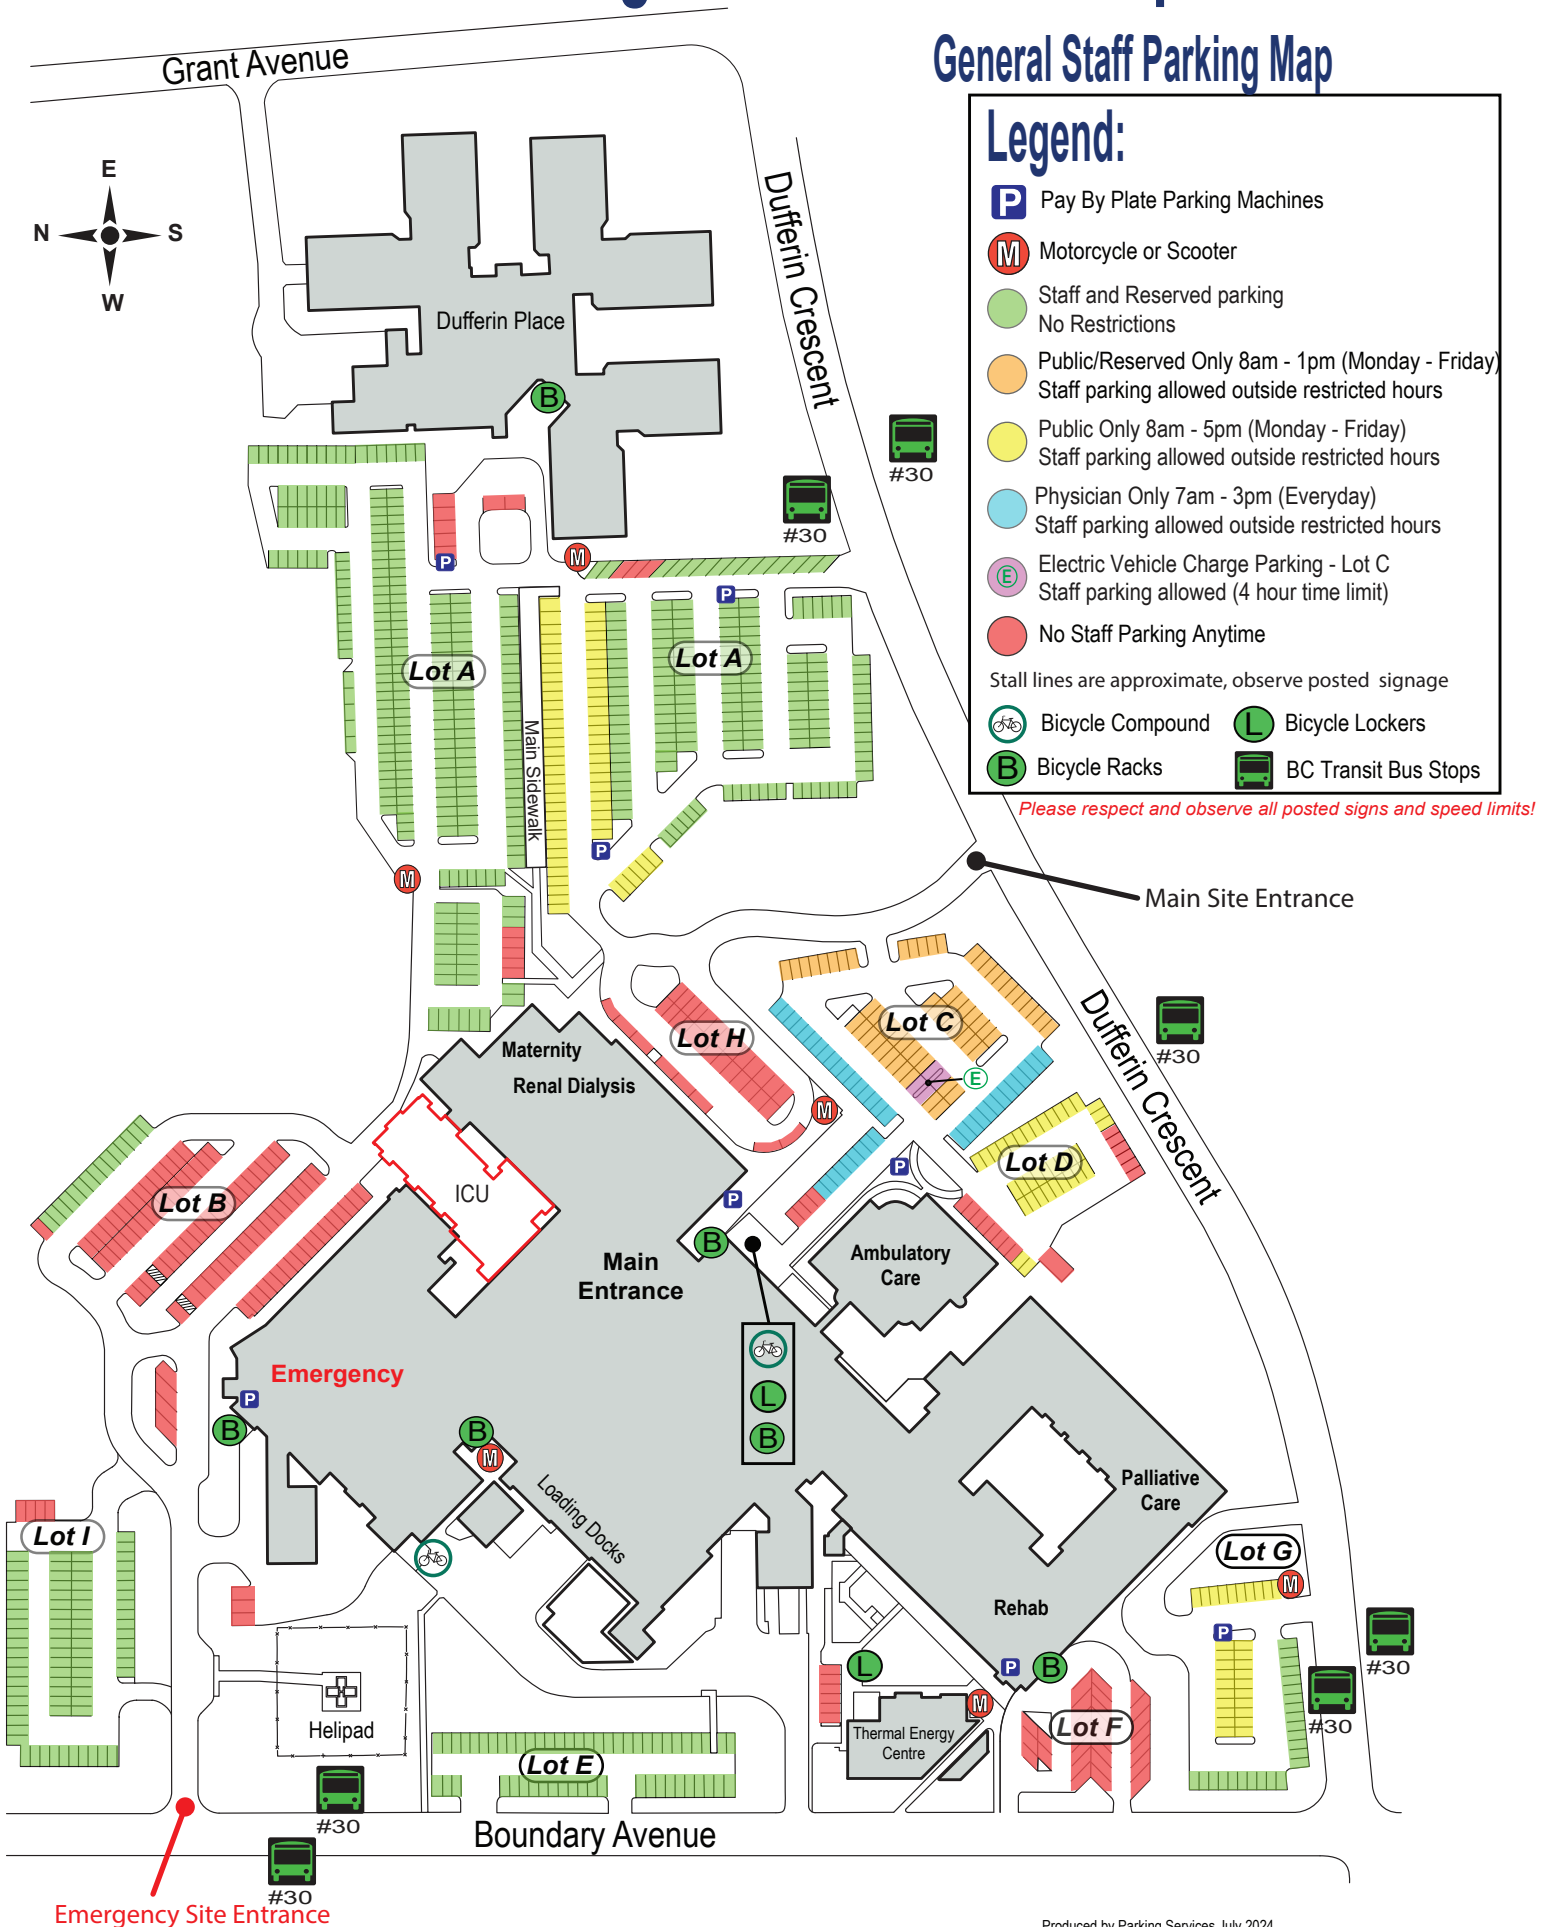 General Staff Parking Map
Grant Avenue
Legend:
P Pay By Plate Parking Machines
M Motorcycle or Scooter
Staff and Reserved parking
No Restrictions
Public/Reserved Only 8am - 1pm (Monday - Friday)
Staff parking allowed outside restricted hours
Public Only 8am - 5pm (Monday - Friday)
Staff parking allowed outside restricted hours
Physician Only 7am - 3pm (Everyday)
Staff parking allowed outside restricted hours
E Electric Vehicle Charge Parking - Lot C
Staff parking allowed (4 hour time limit)
No Staff Parking Anytime
Stall lines are approximate, observe posted signage
Bicycle Compound
L Bicycle Lockers
B Bicycle Racks
BC Transit Bus Stops
Please respect and observe all posted signs and speed limits!
E
N
S
W
Dufferin Crescent
Dufferin Place
B
#30
#30
M
P
P
Lot A
Lot A
Main Sidewalk
P
M
Main Site Entrance
Lot C
Lot H
E
Dufferin Crescent
#30
Maternity
Renal Dialysis
M
Lot D
P
Lot B
ICU
P
B
Main
Entrance
Ambulatory
Care
Emergency
P
B
B
M
L
B
Loading Docks
Palliative
Care
Lot I
Lot G
M
Rehab
P
#30
L
P
B
M
#30
Helipad
Thermal Energy
Centre
Lot F
Lot E
#30
Boundary Avenue
#30
Emergency Site Entrance
Produced by Parking Services July 2024